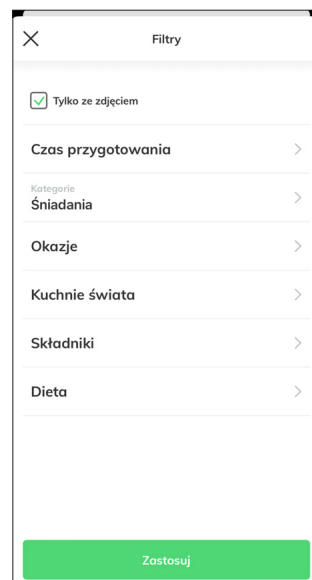 Filtry
Tylko ze zdjęciem
Czas przygotowania
Kategorie
Śniadania
Okazje
Kuchnie świata
Składniki
Dieta
Zastosuj